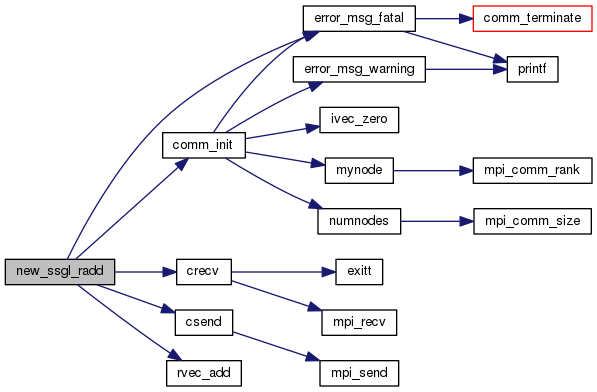 error_msg_fatal
comm_terminate
error_msg_warning
printf
ivec_zero
comm_init
mynode
mpi_comm_rank
numnodes
mpi_comm_size
new_ssgl_radd
crecv
exitt
csend
mpi_recv
rvec_add
mpi_send